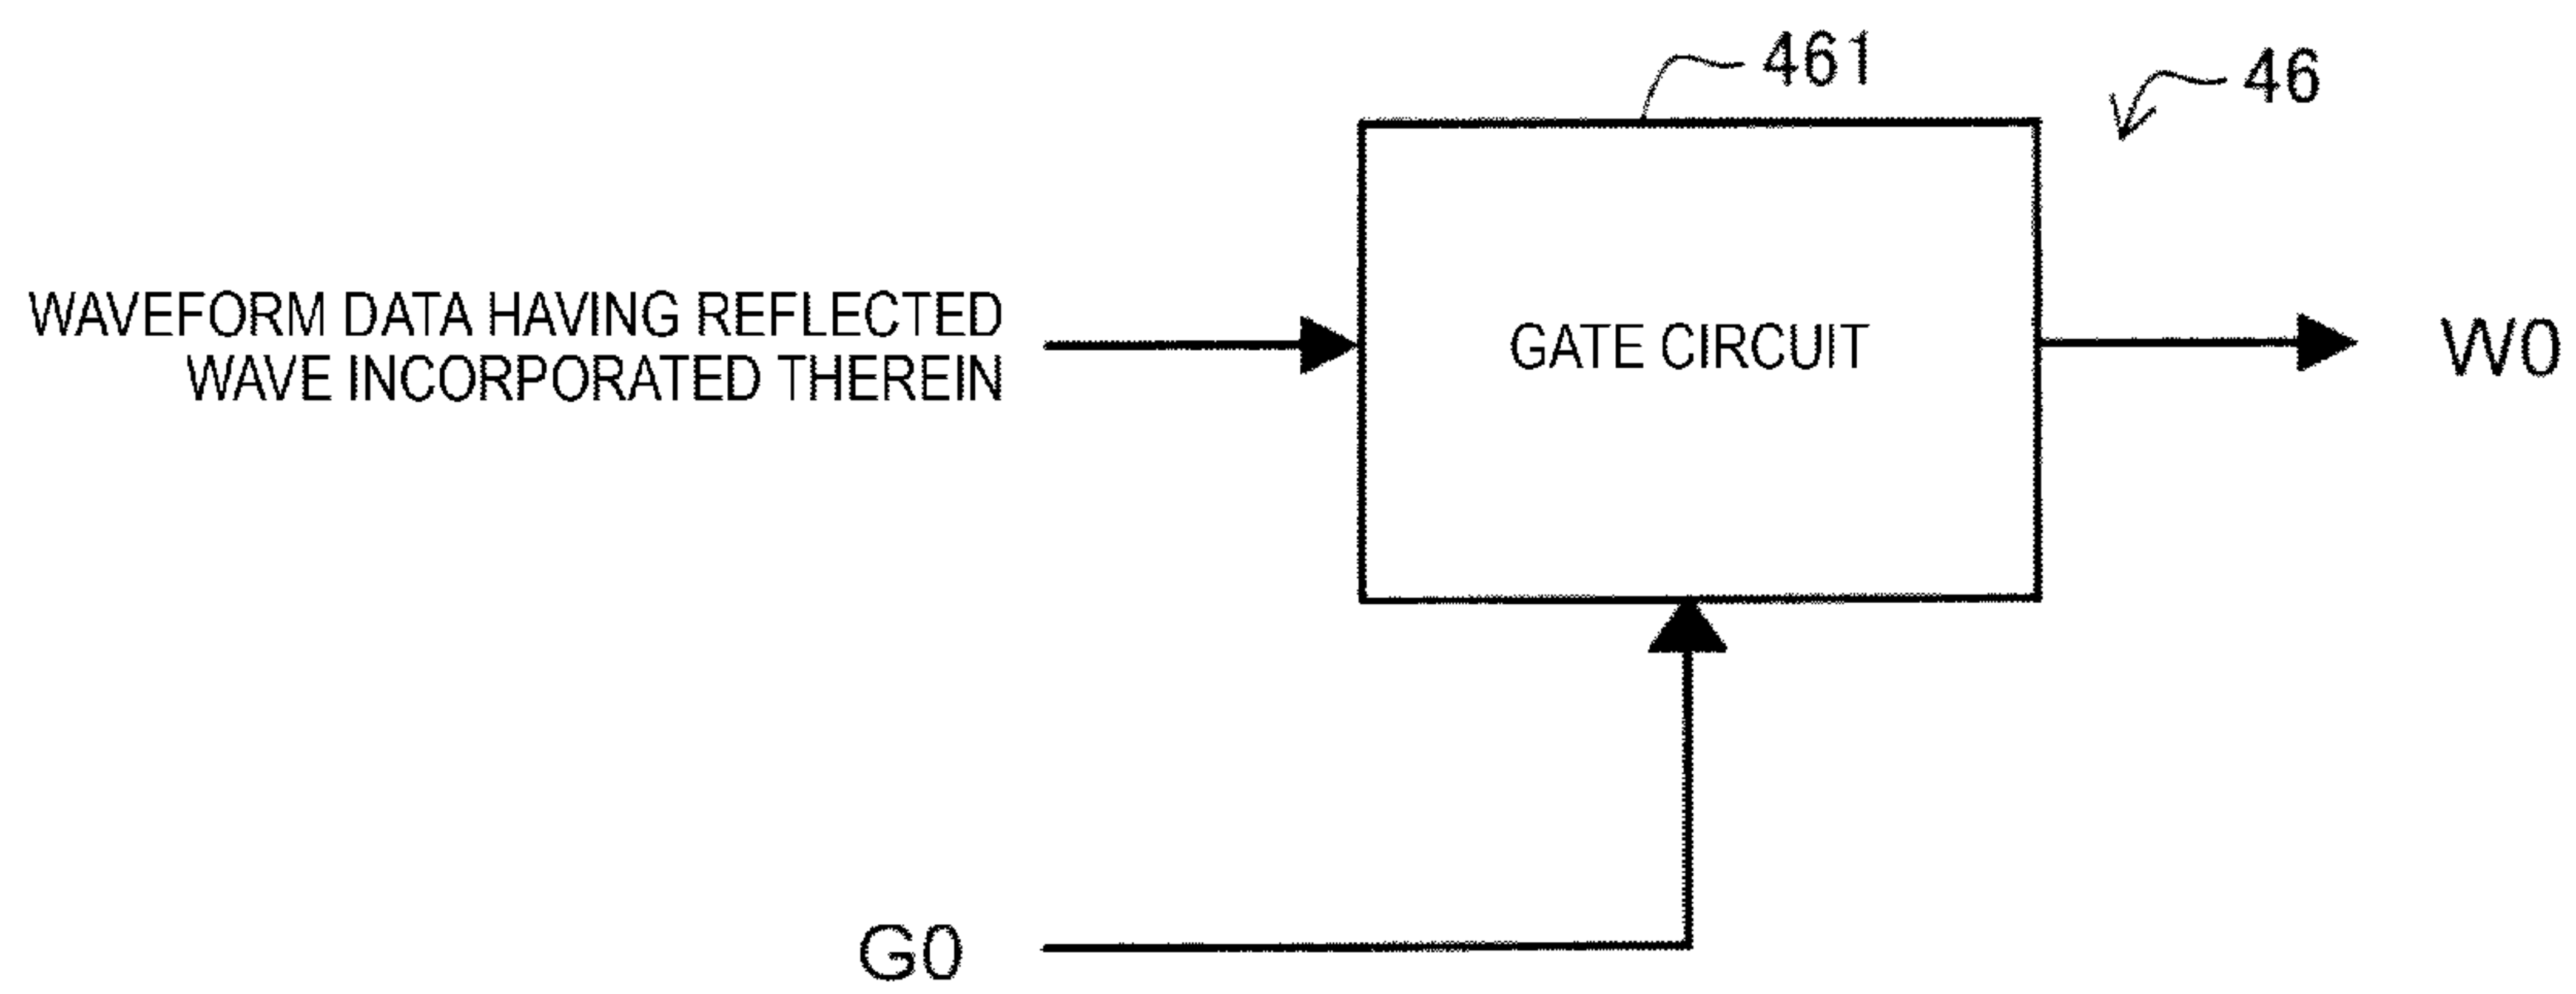 461
46
WAVEFORM DATA HAVING REFLECTED
WAVE INCORPORATED THEREIN
GATE CIRCUIT
W0
G0